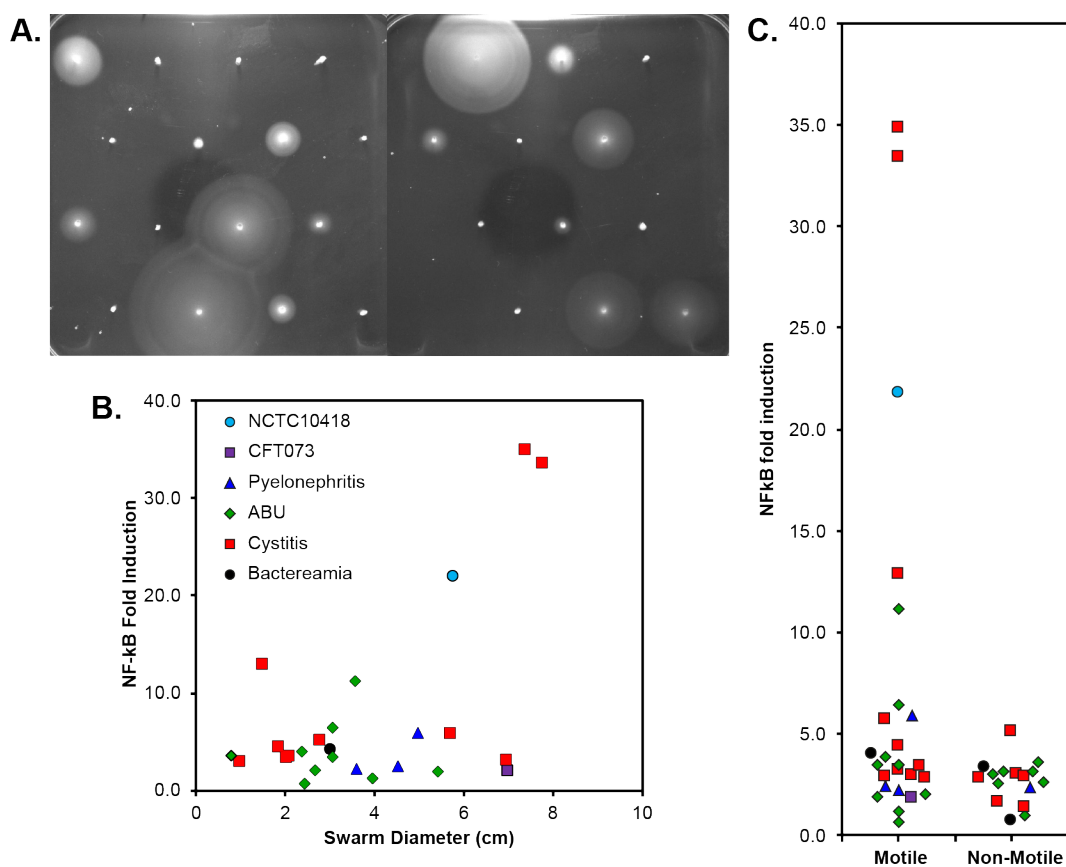 A.
B.
40.0
30.0
20.0
10.0
0.0
NF-kB Fold Induction
NCTC10418
CFT073
Pyelonephritis
ABU
Cystitis
Bactereamia
0
2
4
6
8
10
Swarm Diameter (cm)
C.
40.0
35.0
30.0
25.0
20.0
15.0
10.0
5.0
0.0
NFkB fold induction
Motile
Non-Motile